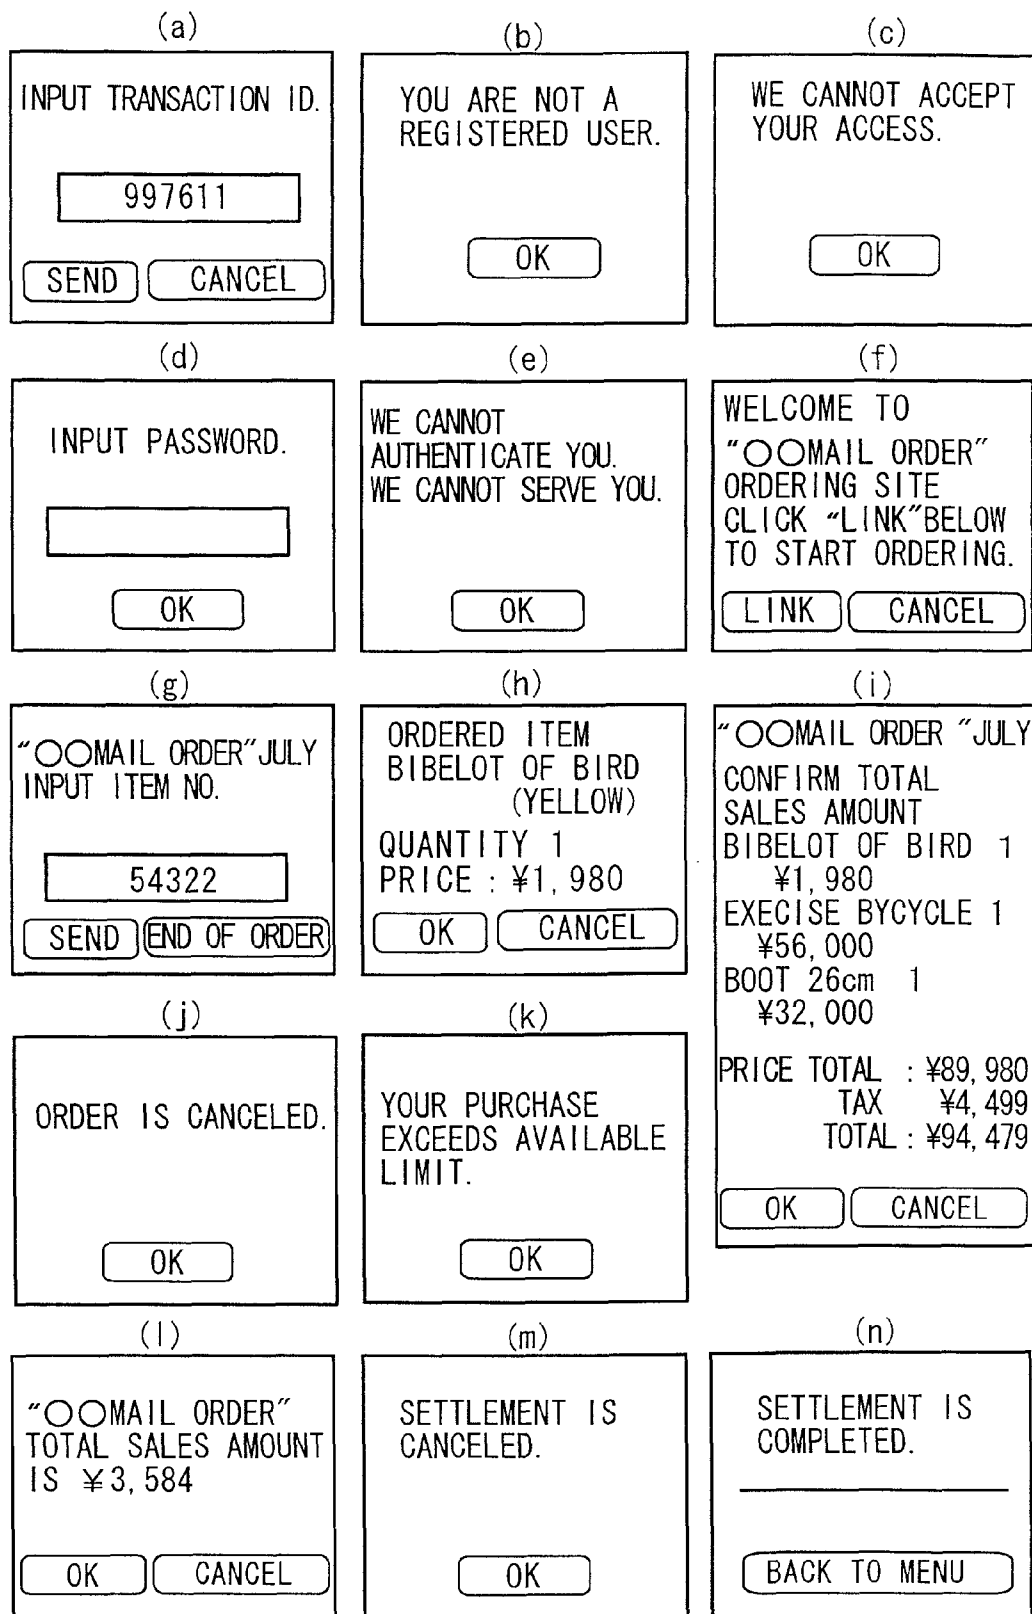 (a)
INPUT TRANSACTION ID.
997611
SEND CANCEL
(b)
YOU ARE NOT A
REGISTERED USER.
OK
(c)
WE CANNOT ACCEPT
YOUR ACCESS.
OK
(d)
INPUT PASSWORD.
OK
(e)
WE CANNOT
AUTHENTICATE YOU.
WE CANNOT SERVE YOU.
OK
(f)
WELCOME TO
“○○MAIL ORDER”
ORDERING SITE
CLICK “LINK”BELOW
TO START ORDERING.
LINK CANCEL
(g)
“○○MAIL ORDER”JULY
INPUT ITEM NO.
54322
SEND END OF ORDER
(h)
ORDERED ITEM
BIBELOT OF BIRD
(YELLOW)
QUANTITY 1
PRICE : ¥1,980
OK CANCEL
(i)
“○○MAIL ORDER ”JULY
CONFIRM TOTAL
SALES AMOUNT
BIBELOT OF BIRD 1
¥1,980
EXECISE BYCYCLE 1
¥56,000
BOOT 26cm 1
¥32,000
PRICE TOTAL : ¥89,980
TAX ¥4,499
TOTAL : ¥94,479
OK CANCEL
(j)
ORDER IS CANCELED.
OK
(k)
YOUR PURCHASE
EXCEEDS AVAILABLE
LIMIT.
OK
(l)
“○○MAIL ORDER”
TOTAL SALES AMOUNT
IS ¥3,584
OK CANCEL
(m)
SETTLEMENT IS
CANCELED.
OK
(n)
SETTLEMENT IS
COMPLETED.
BACK TO MENU